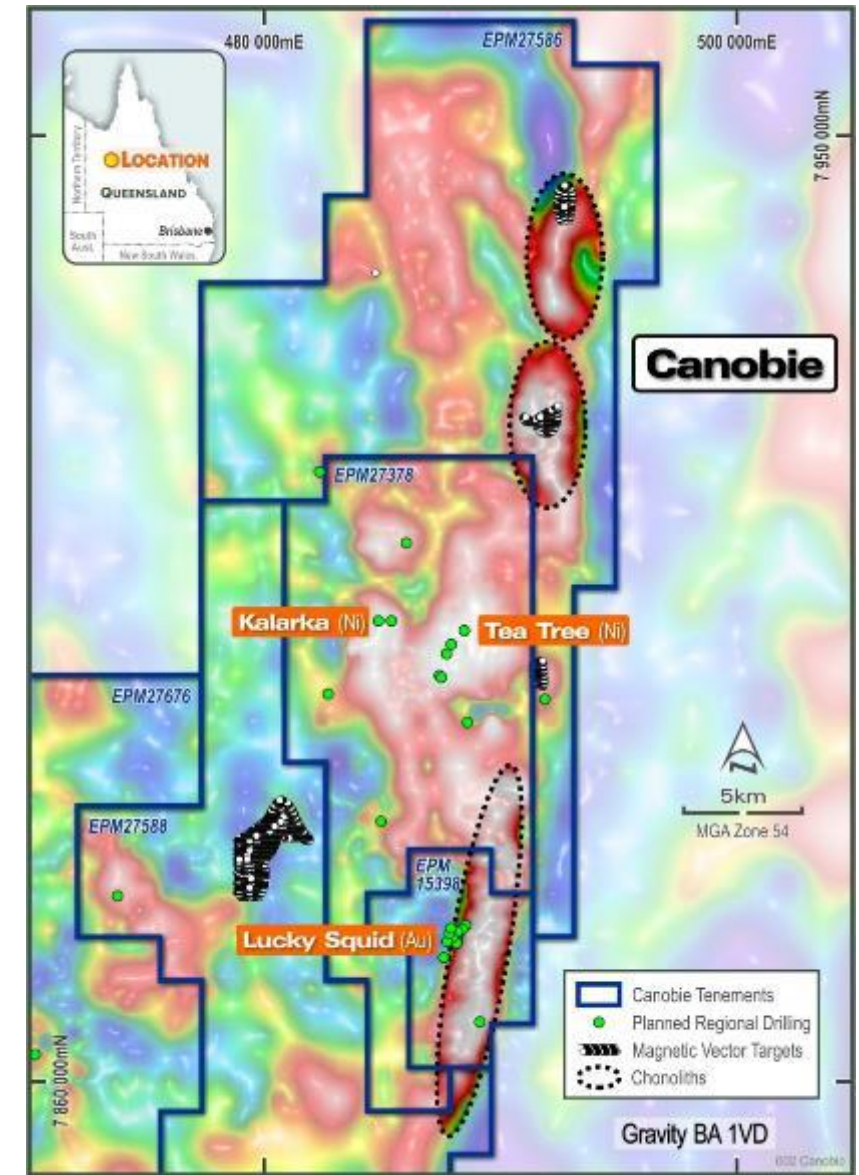 480 000mE
EPM27586
500 000mE
7 950 000mN
LOCATION
Northern Territory
QUEENSLAND
Brisbane
South
Aust.
New South Wales
Canobie
EPM27378
Kalarka (Ni)
Tea Tree (Ni)
EPM27676
5km
MGA Zone 54
EPM27588
EPM
15398
Lucky Squid (Au)
Canobie Tenements
Planned Regional Drilling
Magnetic Vector Targets
Chonoliths
7 860 000mN
Gravity BA 1VD